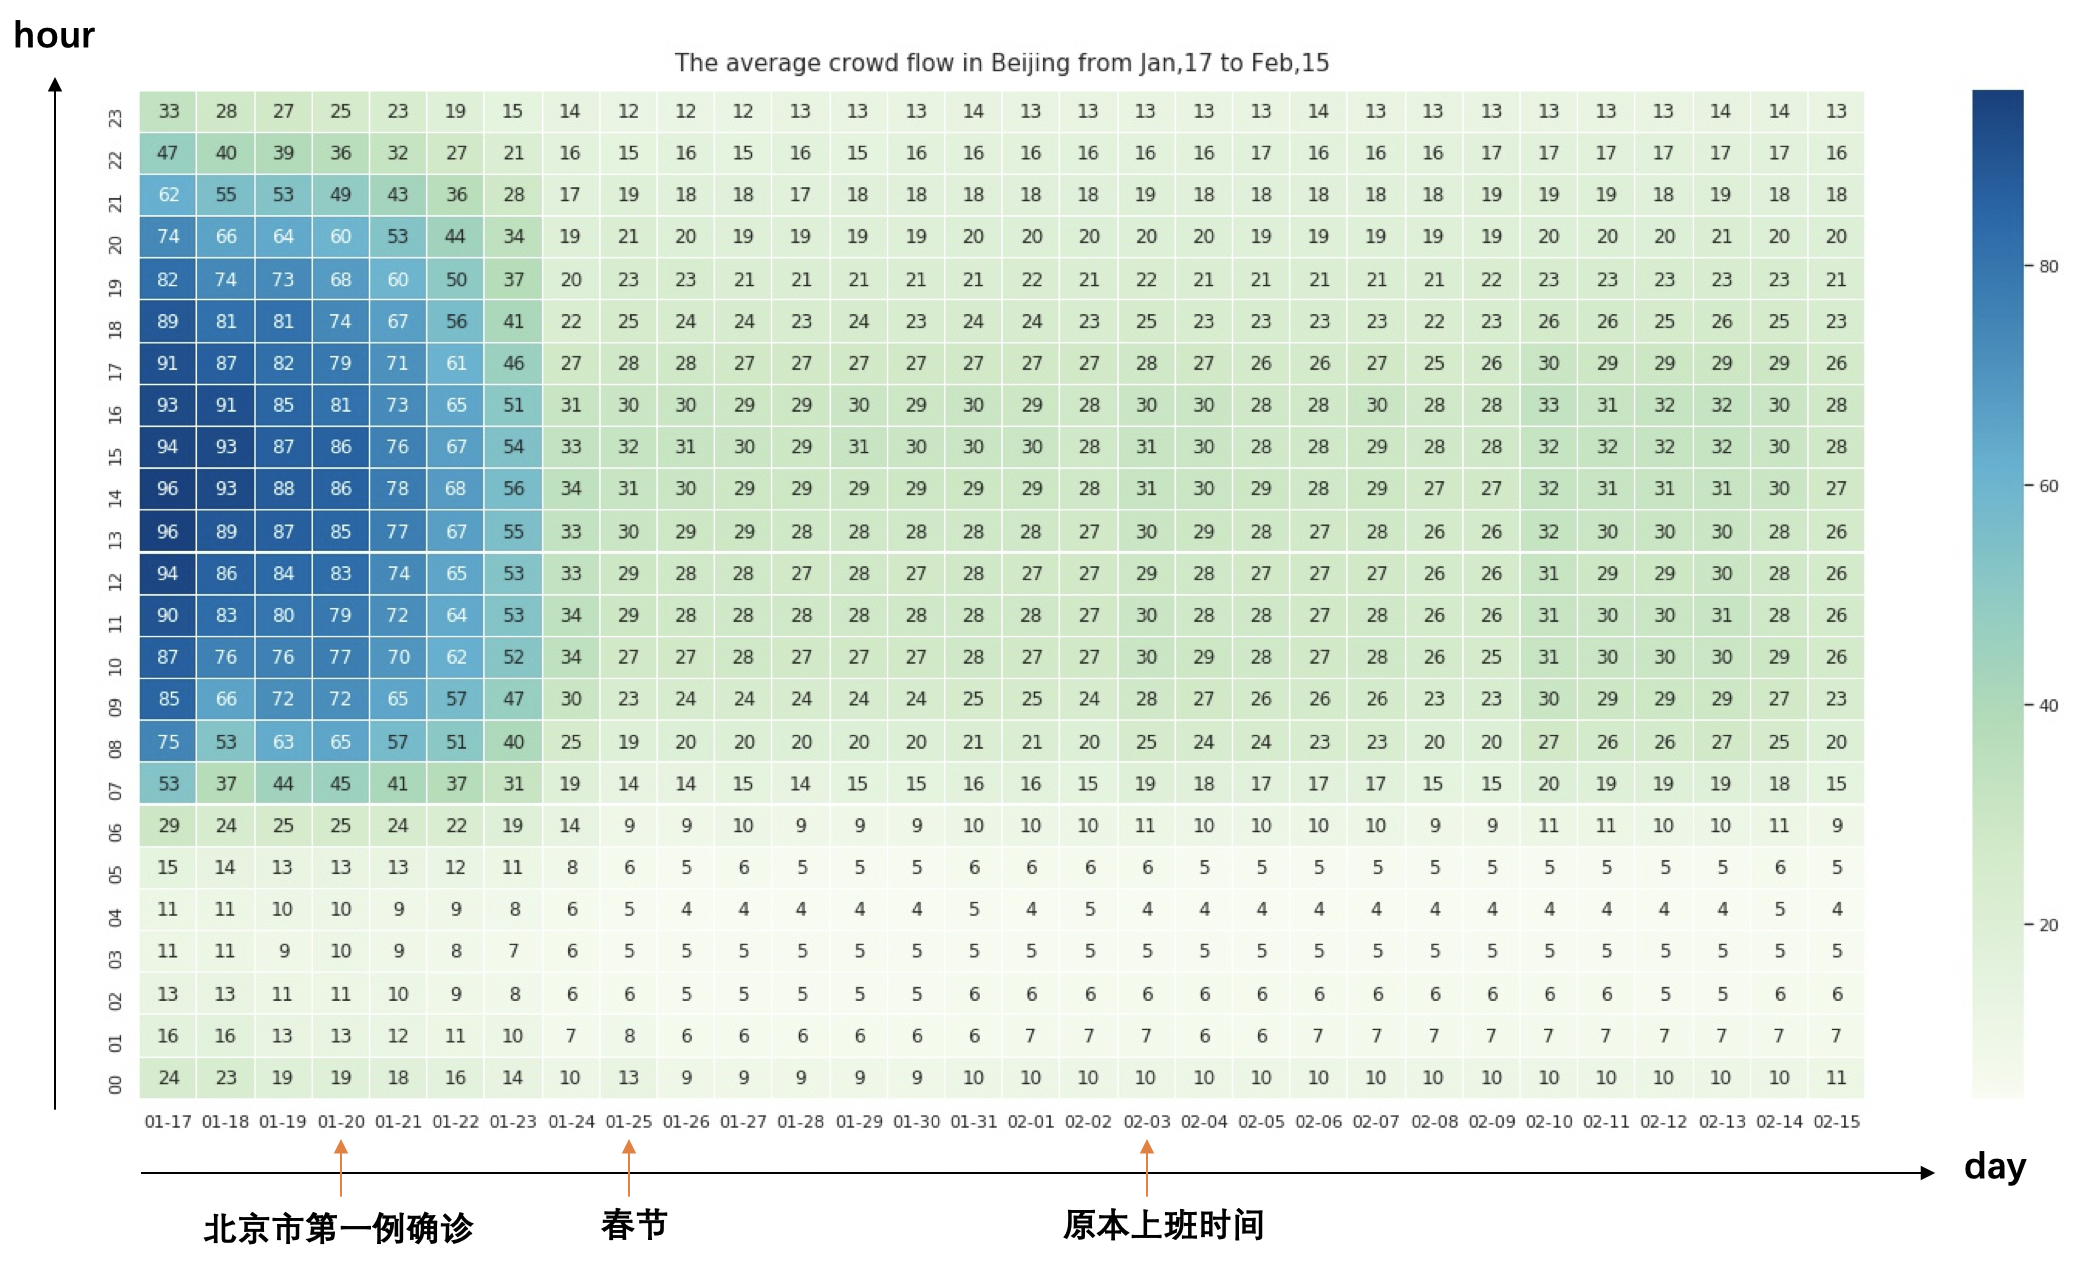 hour
The average crowd flow in Beijing from Jan,17 to Feb,15
23 33 28 27 25 23 19 15 14 12 12 12 13 13 13 14 13 13 13 13 13 14 13 13 13 13 13 13 14 14 13
22 47 40 39 36 32 27 21 16 15 16 15 16 15 16 16 16 16 16 16 17 16 16 16 17 17 17 17 17 17 16
21 62 55 53 49 43 36 28 17 19 18 18 17 18 18 18 18 18 19 18 18 18 18 18 19 19 19 18 19 18 18
20 74 66 64 60 53 44 34 19 21 20 19 19 19 19 20 20 20 20 20 19 19 19 19 19 20 20 20 21 20 20
19 82 74 73 68 60 50 37 20 23 23 21 21 21 21 21 22 21 22 21 21 21 21 21 22 23 23 23 23 23 21
80
18 89 81 81 74 67 56 41 22 25 24 24 23 24 23 24 24 23 25 23 23 23 23 22 23 26 26 25 26 25 23
17 91 87 82 79 71 61 46 27 28 28 27 27 27 27 27 27 27 28 27 26 26 27 25 26 30 29 29 29 29 26
16 93 91 85 81 73 65 51 31 30 30 29 29 30 29 30 29 28 30 30 28 28 30 28 28 33 31 32 32 30 28
15 94 93 87 86 76 67 54 33 32 31 30 29 31 30 30 30 28 31 30 28 28 29 28 28 32 32 32 32 30 28
14 96 93 88 86 78 68 56 34 31 30 29 29 29 29 29 29 28 31 30 29 28 29 27 27 32 31 31 31 30 27
60
13 96 89 87 85 77 67 55 33 30 29 29 28 28 28 28 28 27 30 29 28 27 28 26 26 32 30 30 30 28 26
12 94 86 84 83 74 65 53 33 29 28 28 27 28 27 28 27 27 29 28 27 27 27 26 26 31 29 29 30 28 26
11 90 83 80 79 72 64 53 34 29 28 28 28 28 28 28 28 27 30 28 28 27 28 26 26 31 30 30 31 28 26
10 87 76 76 77 70 62 52 34 27 27 28 27 27 27 28 27 27 30 29 28 27 28 26 25 31 30 30 30 29 26
09 85 66 72 72 65 57 47 30 23 24 24 24 24 24 25 25 24 28 27 26 26 26 23 23 30 29 29 29 27 23
40
08 75 53 63 65 57 51 40 25 19 20 20 20 20 20 21 21 20 25 24 24 23 23 20 20 27 26 26 27 25 20
07 53 37 44 45 41 37 31 19 14 14 15 14 15 15 16 16 15 19 18 17 17 17 15 15 20 19 19 19 18 15
06 29 24 25 25 24 22 19 14 9 9 10 9 9 9 10 10 10 11 10 10 10 10 9 9 11 11 10 10 11 9
05 15 14 13 13 13 12 11 8 6 5 6 5 5 5 6 6 6 6 5 5 5 5 5 5 5 5 5 5 6 5
04 11 11 10 10 9 9 8 6 5 4 4 4 4 4 5 4 5 4 4 4 4 4 4 4 4 4 4 4 5 4
20
03 11 11 9 10 9 8 7 6 5 5 5 5 5 5 5 5 5 5 5 5 5 5 5 5 5 5 5 5 5 5
02 13 13 11 11 10 9 8 6 6 5 5 5 5 5 6 6 6 6 6 6 6 6 6 6 6 6 5 5 6 6
01 16 16 13 13 12 11 10 7 8 6 6 6 6 6 6 7 7 7 6 6 7 7 7 7 7 7 7 7 7 7
00 24 23 19 19 18 16 14 10 13 9 9 9 9 9 10 10 10 10 10 10 10 10 10 10 10 10 10 10 10 11
01-17 01-18 01-19 01-20 01-21 01-22 01-23 01-24 01-25 01-26 01-27 01-28 01-29 01-30 01-31 02-01 02-02 02-03 02-04 02-05 02-06 02-07 02-08 02-09 02-10 02-11 02-12 02-13 02-14 02-15
day
北京市第一例确诊 春节 原本上班时间